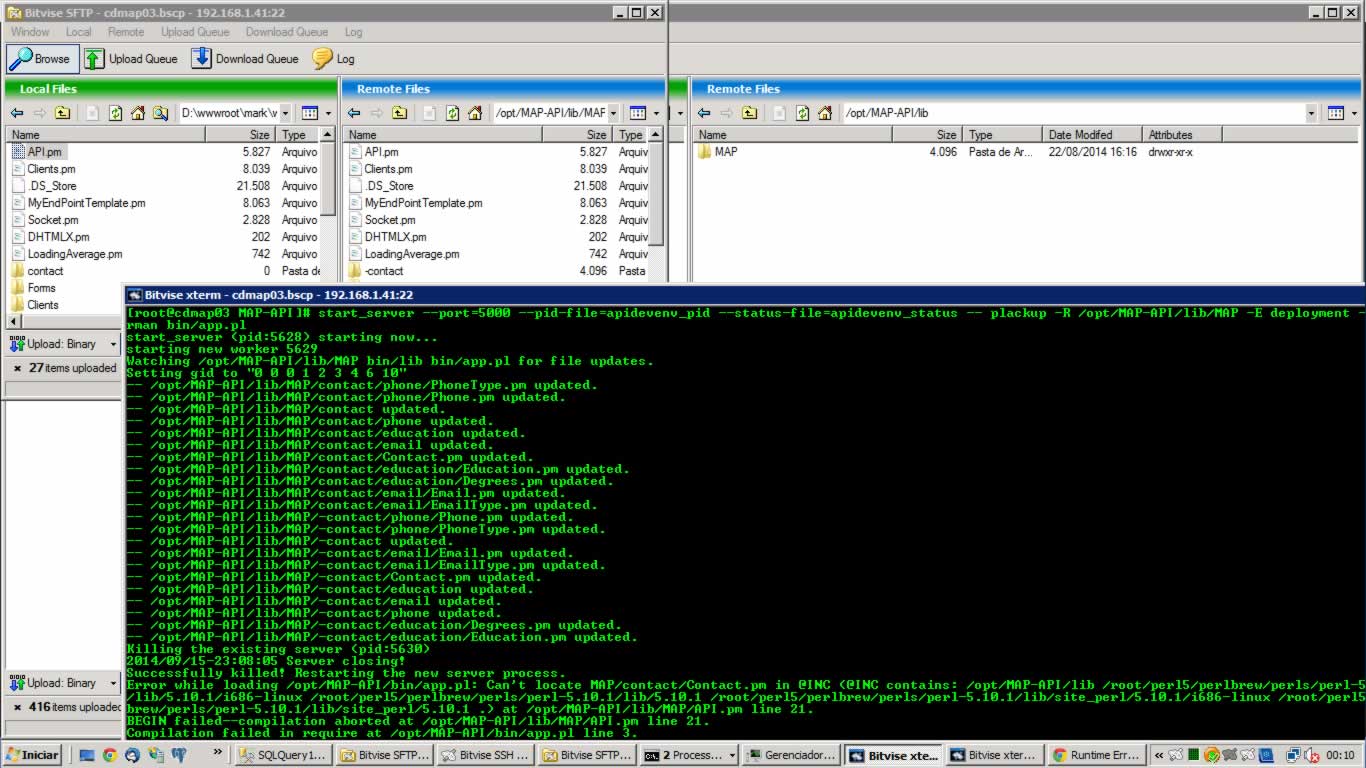 Bitvise SFTP - cdmap03.bscp - 192.168.1.41:22
Window Local Remote Upload Queue Download Queue Log
Browse Upload Queue Download Queue Log
Local Files Remote Files Remote Files
D:\wwwroot\mark\w /opt/MAP-API/lib/MAP /opt/MAP-API/lib
Name Size Type Name Size Type Name Size Type Date Modified Attributes
API.pm 5.827 Arquivo API.pm 5.827 Arquiv MAP 4.096 Pasta de Ar... 22/08/2014 16:16 drwxr-xr-x
Clients.pm 8.039 Arquivo Clients.pm 8.039 Arquiv
.DS_Store 21.508 Arquivo .DS_Store 21.508 Arquiv
MyEndPointTemplate.pm 8.063 Arquivo MyEndPointTemplate.pm 8.063 Arquiv
Socket.pm 2.828 Arquivo Socket.pm 2.828 Arquiv
DHTMLX.pm 202 Arquivo DHTMLX.pm 202 Arquiv
LoadingAverage.pm 742 Arquivo LoadingAverage.pm 742 Arquiv
contact 0 Pasta de -contact 4.096 Pasta
Forms
Clients
Upload: Binary
27 items uploaded
Upload: Binary
416 items uploaded
Bitvise xterm - cdmap03.bscp - 192.168.1.41:22
[root@cdmap03 MAP-API]# start_server --port=5000 --pid-file=apidevenv_pid --status-file=apidevenv_status -- plackup -R /opt/MAP-API/lib/MAP -E deployment -
rman bin/app.pl
start_server (pid:5628) starting now...
starting new worker 5629
Watching /opt/MAP-API/lib/MAP bin/lib bin/app.pl for file updates.
Setting gid to "0 0 0 1 2 3 4 6 10"
-- /opt/MAP-API/lib/MAP/contact/phone/PhoneType.pm updated.
-- /opt/MAP-API/lib/MAP/contact/phone/Phone.pm updated.
-- /opt/MAP-API/lib/MAP/contact updated.
-- /opt/MAP-API/lib/MAP/contact/phone updated.
-- /opt/MAP-API/lib/MAP/contact/education updated.
-- /opt/MAP-API/lib/MAP/contact/email updated.
-- /opt/MAP-API/lib/MAP/contact/Contact.pm updated.
-- /opt/MAP-API/lib/MAP/contact/education/Education.pm updated.
-- /opt/MAP-API/lib/MAP/contact/education/Degrees.pm updated.
-- /opt/MAP-API/lib/MAP/contact/email/Email.pm updated.
-- /opt/MAP-API/lib/MAP/contact/email/EmailType.pm updated.
-- /opt/MAP-API/lib/MAP/-contact/phone/Phone.pm updated.
-- /opt/MAP-API/lib/MAP/-contact/phone/PhoneType.pm updated.
-- /opt/MAP-API/lib/MAP/-contact updated.
-- /opt/MAP-API/lib/MAP/-contact/email/Email.pm updated.
-- /opt/MAP-API/lib/MAP/-contact/email/EmailType.pm updated.
-- /opt/MAP-API/lib/MAP/-contact/Contact.pm updated.
-- /opt/MAP-API/lib/MAP/-contact/education updated.
-- /opt/MAP-API/lib/MAP/-contact/email updated.
-- /opt/MAP-API/lib/MAP/-contact/phone updated.
-- /opt/MAP-API/lib/MAP/-contact/education/Degrees.pm updated.
-- /opt/MAP-API/lib/MAP/-contact/education/Education.pm updated.
Killing the existing server (pid:5630)
2014/09/15-23:08:05 Server closing!
Successfully killed! Restarting the new server process.
Error while loading /opt/MAP-API/bin/app.pl: Can't locate MAP/contact/Contact.pm in @INC (@INC contains: /opt/MAP-API/lib /root/perl5/perlbrew/perls/perl-5
/lib/5.10.1/i686-linux /root/perl5/perlbrew/perls/perl-5.10.1/lib/5.10.1 /root/perl5/perlbrew/perls/perl-5.10.1/lib/site_perl/5.10.1/i686-linux /root/perl5
brew/perls/perl-5.10.1/lib/site_perl/5.10.1 .) at /opt/MAP-API/lib/MAP/API.pm line 21.
BEGIN failed--compilation aborted at /opt/MAP-API/lib/MAP/API.pm line 21.
Compilation failed in require at /opt/MAP-API/bin/app.pl line 3.
Iniciar SQLQuery1... Bitvise SFTP... Bitvise SSH ... Bitvise SFTP... 2 Process... Gerenciador... Bitvise xte... Bitvise xter... Runtime Erro... 00:10